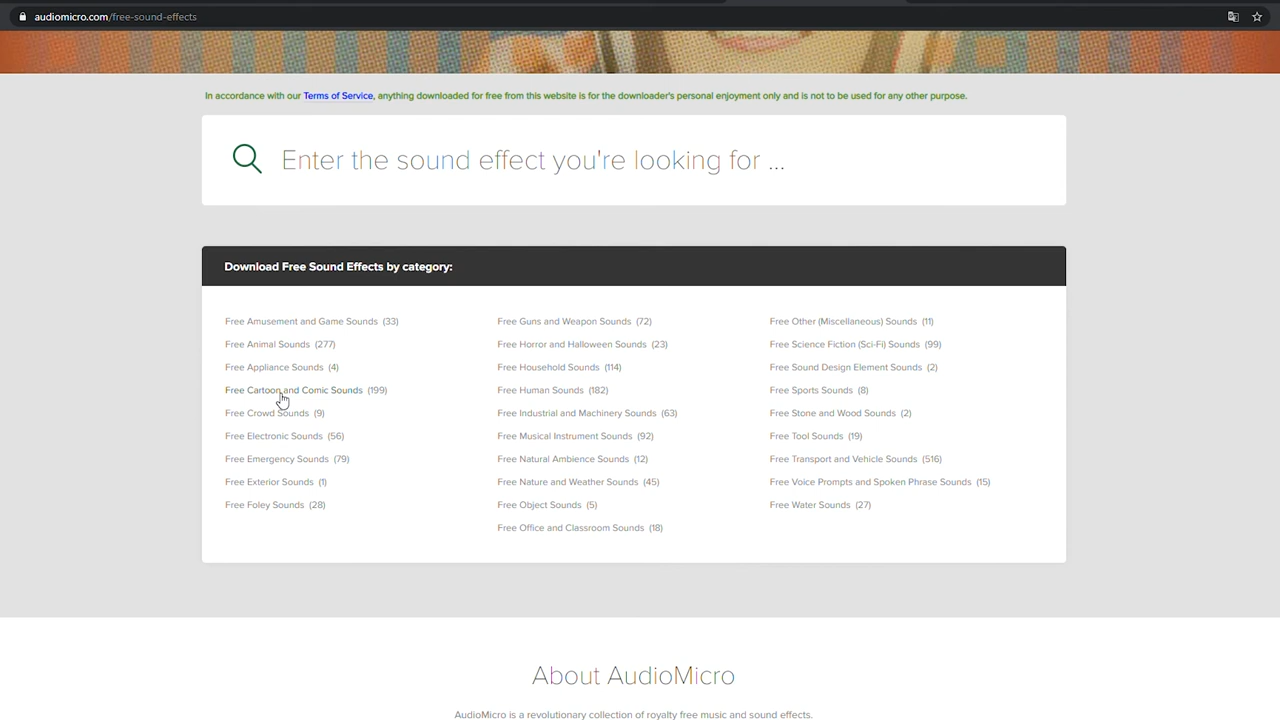 audiomicro.com/free-sound-effects
In accordance with our Terms of Service, anything downloaded for free from this website is for the downloader's personal enjoyment only and is not to be used for any other purpose.
Enter the sound effect you're looking for ...
Download Free Sound Effects by category:
Free Amusement and Game Sounds (33)
Free Animal Sounds (277)
Free Appliance Sounds (4)
Free Cartoon and Comic Sounds (199)
Free Crowd Sounds (9)
Free Electronic Sounds (56)
Free Emergency Sounds (79)
Free Exterior Sounds (1)
Free Foley Sounds (28)
Free Guns and Weapon Sounds (72)
Free Horror and Halloween Sounds (23)
Free Household Sounds (114)
Free Human Sounds (182)
Free Industrial and Machinery Sounds (63)
Free Musical Instrument Sounds (92)
Free Natural Ambience Sounds (12)
Free Nature and Weather Sounds (45)
Free Object Sounds (5)
Free Office and Classroom Sounds (18)
Free Other (Miscellaneous) Sounds (11)
Free Science Fiction (Sci-Fi) Sounds (99)
Free Sound Design Element Sounds (2)
Free Sports Sounds (8)
Free Stone and Wood Sounds (2)
Free Tool Sounds (19)
Free Transport and Vehicle Sounds (516)
Free Voice Prompts and Spoken Phrase Sounds (15)
Free Water Sounds (27)
About AudioMicro
AudioMicro is a revolutionary collection of royalty free music and sound effects.